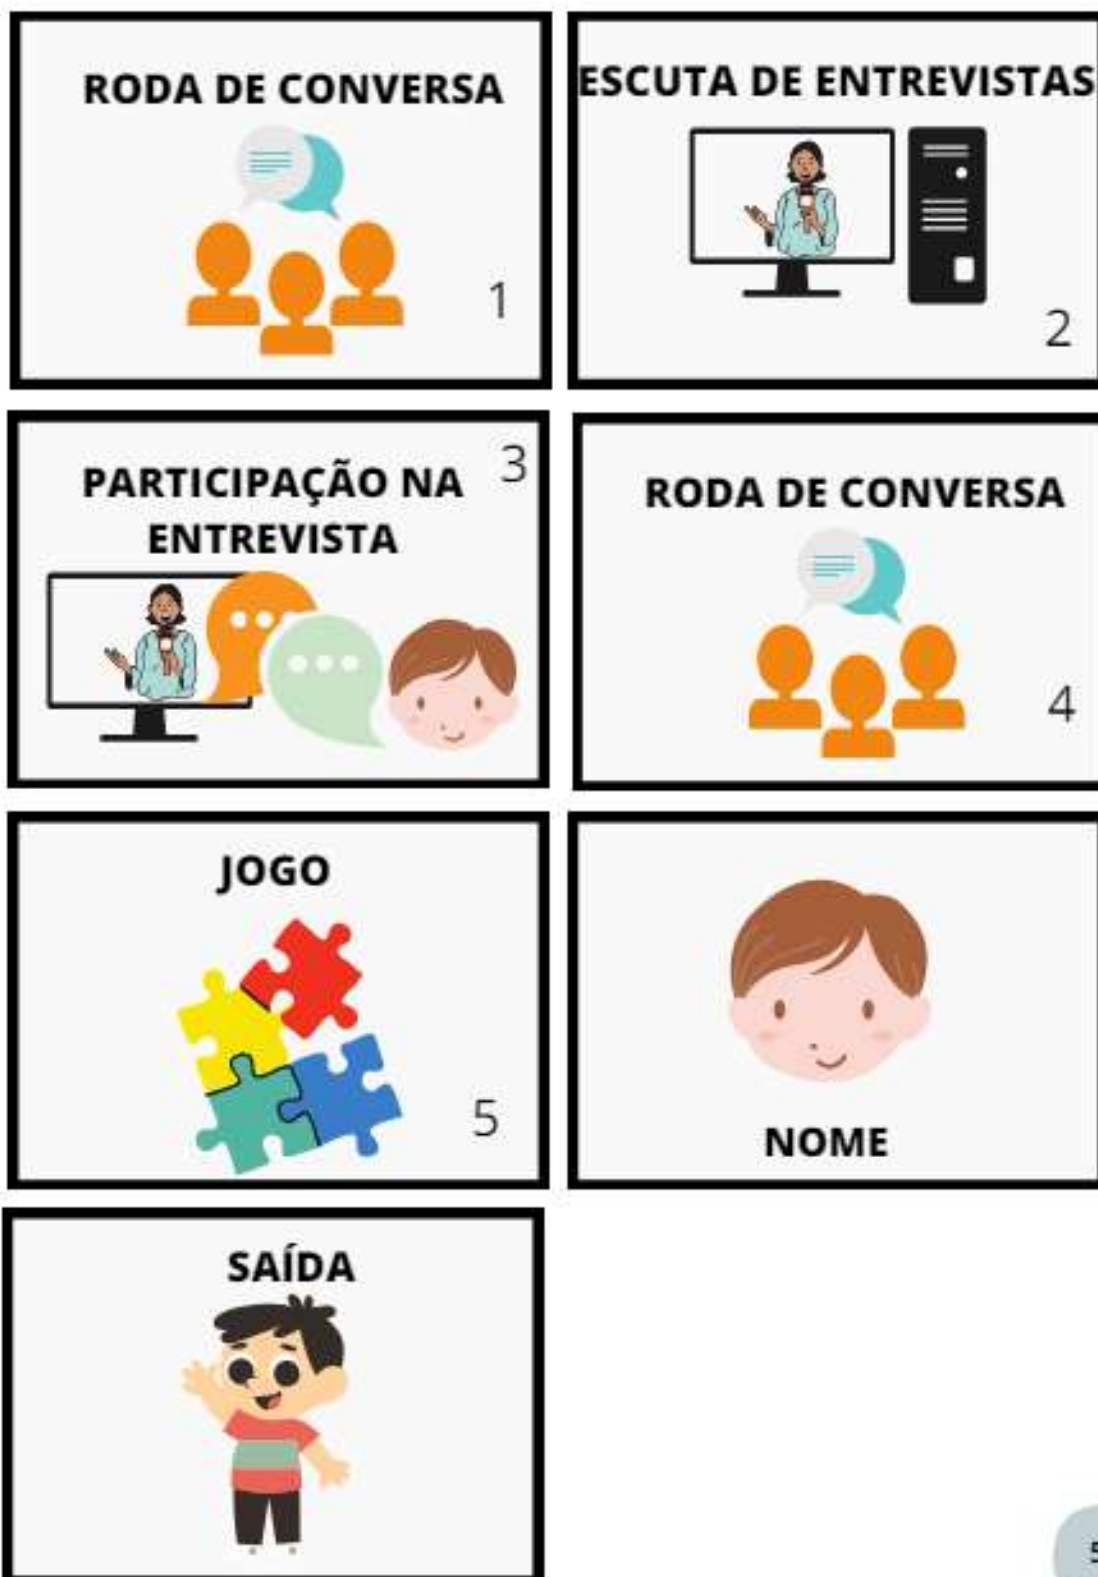 RODA DE CONVERSA
1
ESCUTA DE ENTREVISTAS
2
3
PARTICIPAÇÃO NA
ENTREVISTA
RODA DE CONVERSA
4
JOGO
5
NOME
SAÍDA